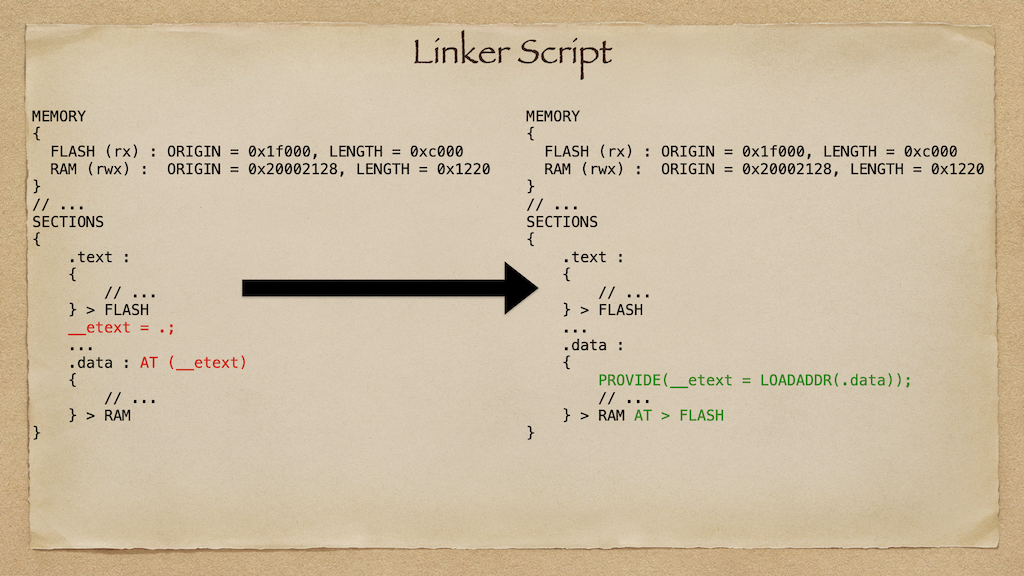 Linker Script
MEMORY
{
  FLASH (rx) : ORIGIN = 0x1f000, LENGTH = 0xc000
  RAM (rwx) :  ORIGIN = 0x20002128, LENGTH = 0x1220
}
// ...
SECTIONS
{
    .text :
    {
        // ...
    } > FLASH
    __etext = .;
    ...
    .data : AT (__etext)
    {
        // ...
    } > RAM
}
MEMORY
{
  FLASH (rx) : ORIGIN = 0x1f000, LENGTH = 0xc000
  RAM (rwx) :  ORIGIN = 0x20002128, LENGTH = 0x1220
}
// ...
SECTIONS
{
    .text :
    {
        // ...
    } > FLASH
    ...
    .data :
    {
        PROVIDE(__etext = LOADADDR(.data));
        // ...
    } > RAM AT > FLASH
}